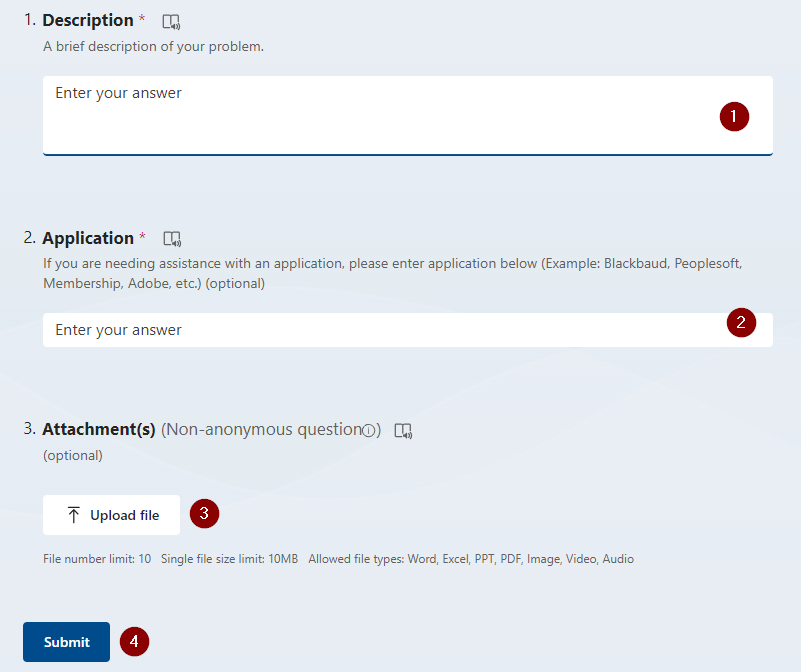 1. Description *
A brief description of your problem.
Enter your answer
1
2. Application *
If you are needing assistance with an application, please enter application below (Example: Blackbaud, Peoplesoft,
Membership, Adobe, etc.) (optional)
Enter your answer
2
3. Attachment(s) (Non-anonymous questionⓘ)
(optional)
Upload file
3
File number limit: 10 Single file size limit: 10MB Allowed file types: Word, Excel, PPT, PDF, Image, Video, Audio
Submit
4